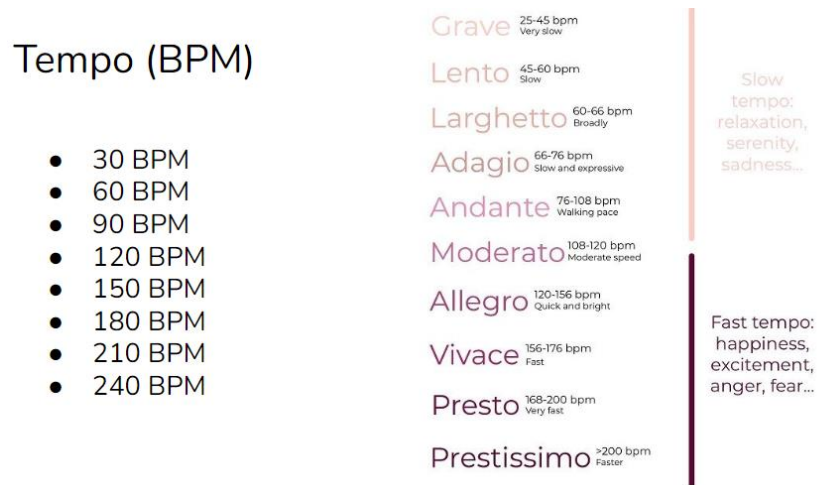 Tempo (BPM)
● 30 BPM
● 60 BPM
● 90 BPM
● 120 BPM
● 150 BPM
● 180 BPM
● 210 BPM
● 240 BPM
Grave 25-45 bpm
Very slow
Lento 45-60 bpm
Slow
Larghetto 60-66 bpm
Broadly
Adagio 66-76 bpm
Slow and expressive
Andante 76-108 bpm
Walking pace
Moderato 108-120 bpm
Moderate speed
Allegro 120-156 bpm
Quick and bright
Vivace 156-176 bpm
Fast
Presto 168-200 bpm
Very fast
Prestissimo >200 bpm
Faster
Slow
tempo:
relaxation,
serenity,
sadness...
Fast tempo:
happiness,
excitement,
anger, fear...